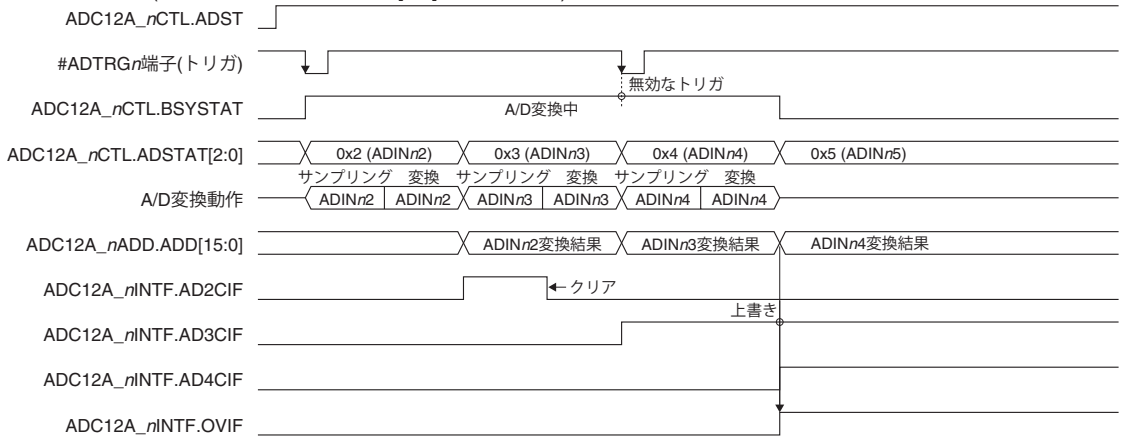 ADC12A_nCTL.ADST
#ADTRGn端子(トリガ)
無効なトリガ
ADC12A_nCTL.BSYSTAT
A/D変換中
ADC12A_nCTL.ADSTAT[2:0]
0x2 (ADINn2)
0x3 (ADINn3)
0x4 (ADINn4)
0x5 (ADINn5)
サンプリング 変換 サンプリング 変換 サンプリング 変換
A/D変換動作
ADINn2 ADINn2 ADINn3 ADINn3 ADINn4 ADINn4
ADC12A_nADD.ADD[15:0]
ADINn2変換結果
ADINn3変換結果
ADINn4変換結果
ADC12A_nINTF.AD2CIF
クリア
上書き
ADC12A_nINTF.AD3CIF
ADC12A_nINTF.AD4CIF
ADC12A_nINTF.OVIF